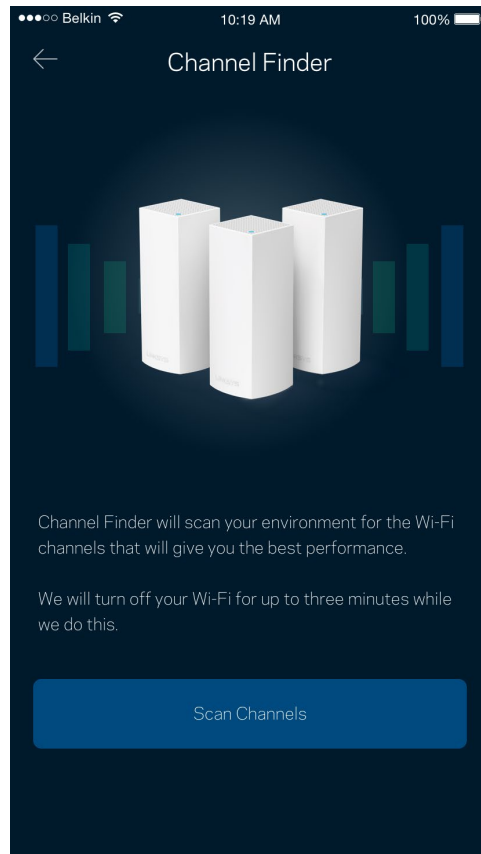 Belkin 10:19 AM 100%
Channel Finder
Channel Finder will scan your environment for the Wi-Fi
channels that will give you the best performance.
We will turn off your Wi-Fi for up to three minutes while
we do this.
Scan Channels